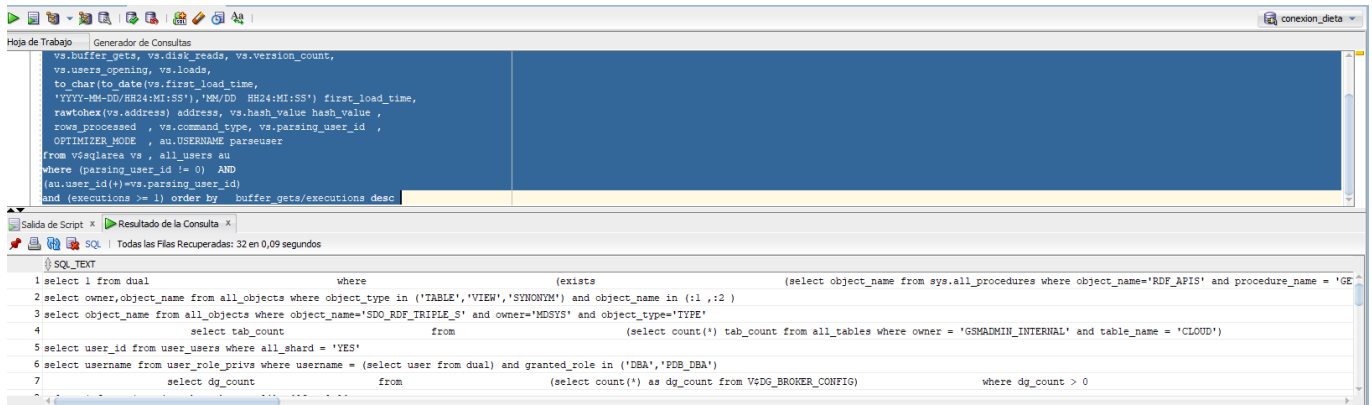 conexion_dieta
Hoja de Trabajo Generador de Consultas
vs.buffer_gets, vs.disk_reads, vs.version_count,
vs.users_opening, vs.loads,
to_char(to_date(vs.first_load_time,
'YYYY-MM-DD/HH24:MI:SS'),'MM/DD HH24:MI:SS') first_load_time,
rawtohex(vs.address) address, vs.hash_value hash_value ,
rows_processed , vs.command_type, vs.parsing_user_id ,
OPTIMIZER_MODE , au.USERNAME parseuser
from v$sqlarea vs , all_users au
where (parsing_user_id != 0) AND
(au.user_id(+)=vs.parsing_user_id)
and (executions >= 1) order by buffer_gets/executions desc
Salida de Script x Resultado de la Consulta x
SQL | Todas las Filas Recuperadas: 32 en 0,09 segundos
SQL_TEXT
1 select 1 from dual where (exists (select object_name from sys.all_procedures where object_name='RDF_APIS' and procedure_name = 'GE
2 select owner,object_name from all_objects where object_type in ('TABLE','VIEW','SYNONYM') and object_name in (:1 ,:2 )
3 select object_name from all_objects where object_name='SDO_RDF_TRIPLE_S' and owner='MDSYS' and object_type='TYPE'
4 select tab_count from (select count(*) tab_count from all_tables where owner = 'GSMADMIN_INTERNAL' and table_name = 'CLOUD')
5 select user_id from user_users where all_shard = 'YES'
6 select username from user_role_privs where username = (select user from dual) and granted_role in ('DBA','PDB_DBA')
7 select dg_count from (select count(*) as dg_count from V$DG_BROKER_CONFIG) where dg_count > 0